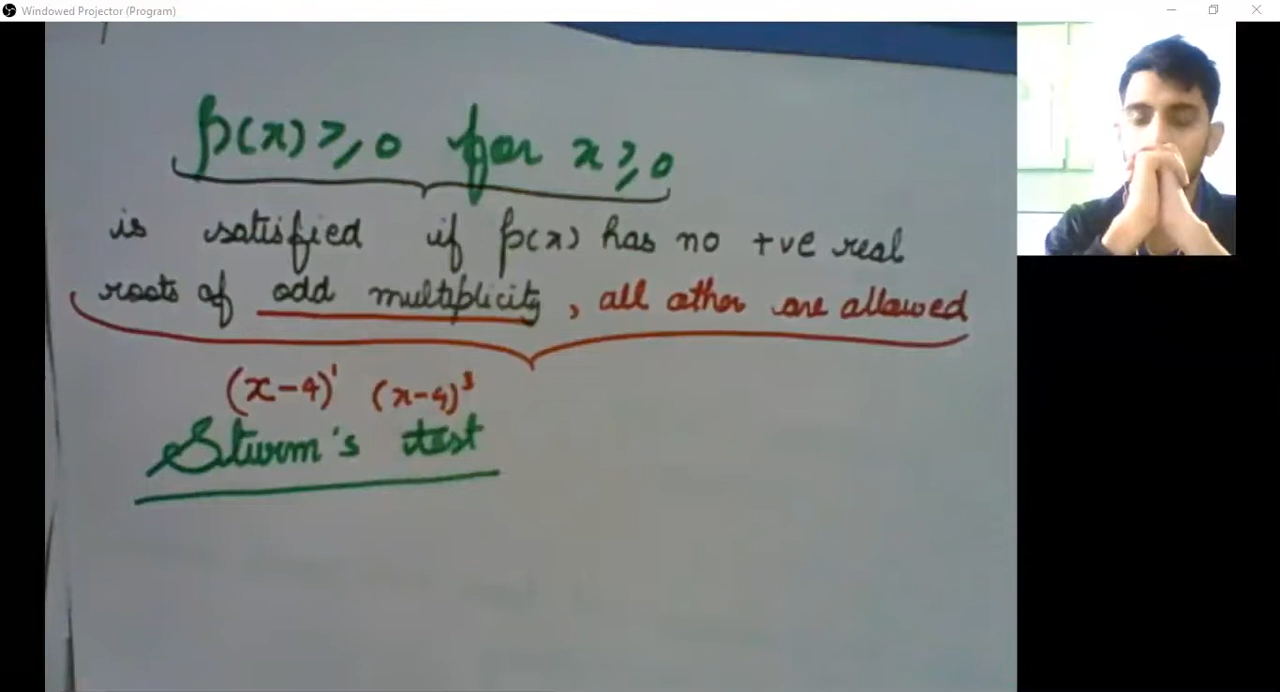 Windowed Projector (Program)
p(x) ≥ 0 for x ≥ 0
is satisfied if p(x) has no +ve real
roots of odd multiplicity, all other are allowed
(x-4)¹ (x-4)³
Sturm's test